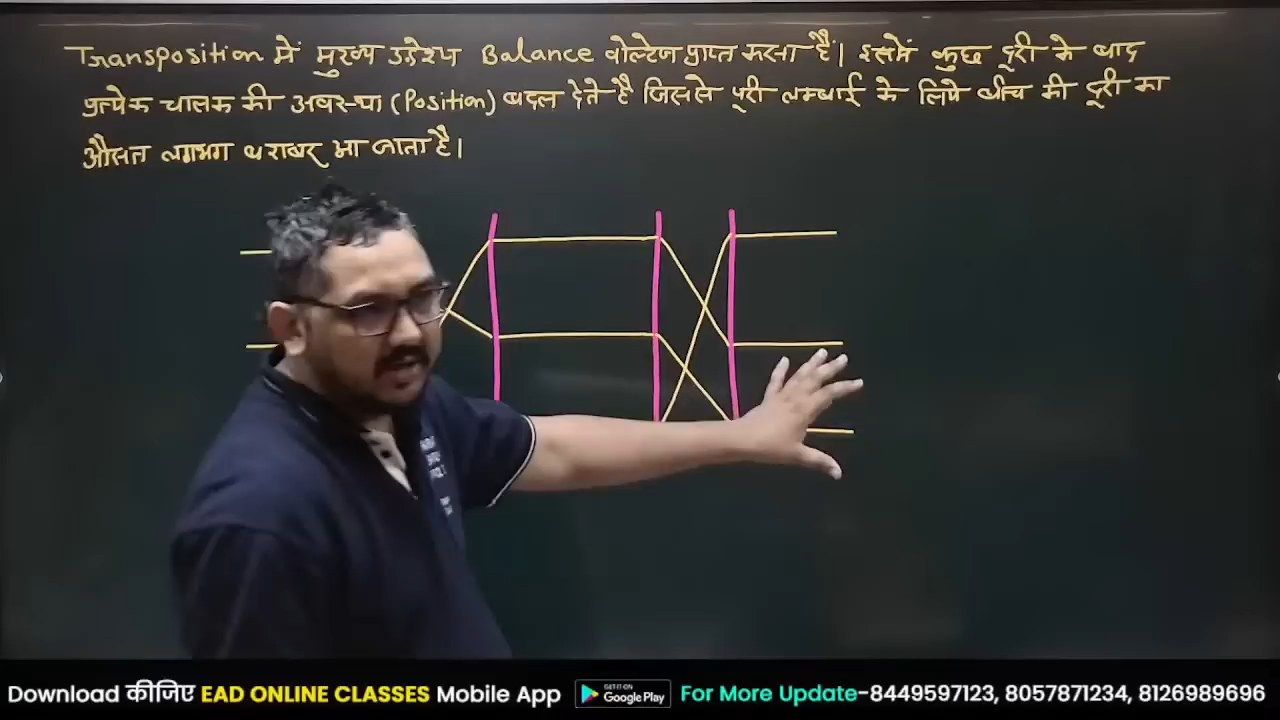 Transposition में मुख्य उद्देश्य Balance वोल्टेज प्राप्त करना है। इसमें कुछ दूरी के बाद
प्रत्येक चालक की अवस्था (Position) बदल देते है जिससे पूरी लम्बाई के लिये बीच की दूरी का
औसत लगभग बराबर आ जाता है।
Download कीजिए EAD ONLINE CLASSES Mobile App GET IT ON Google Play For More Update-8449597123, 8057871234, 8126989696